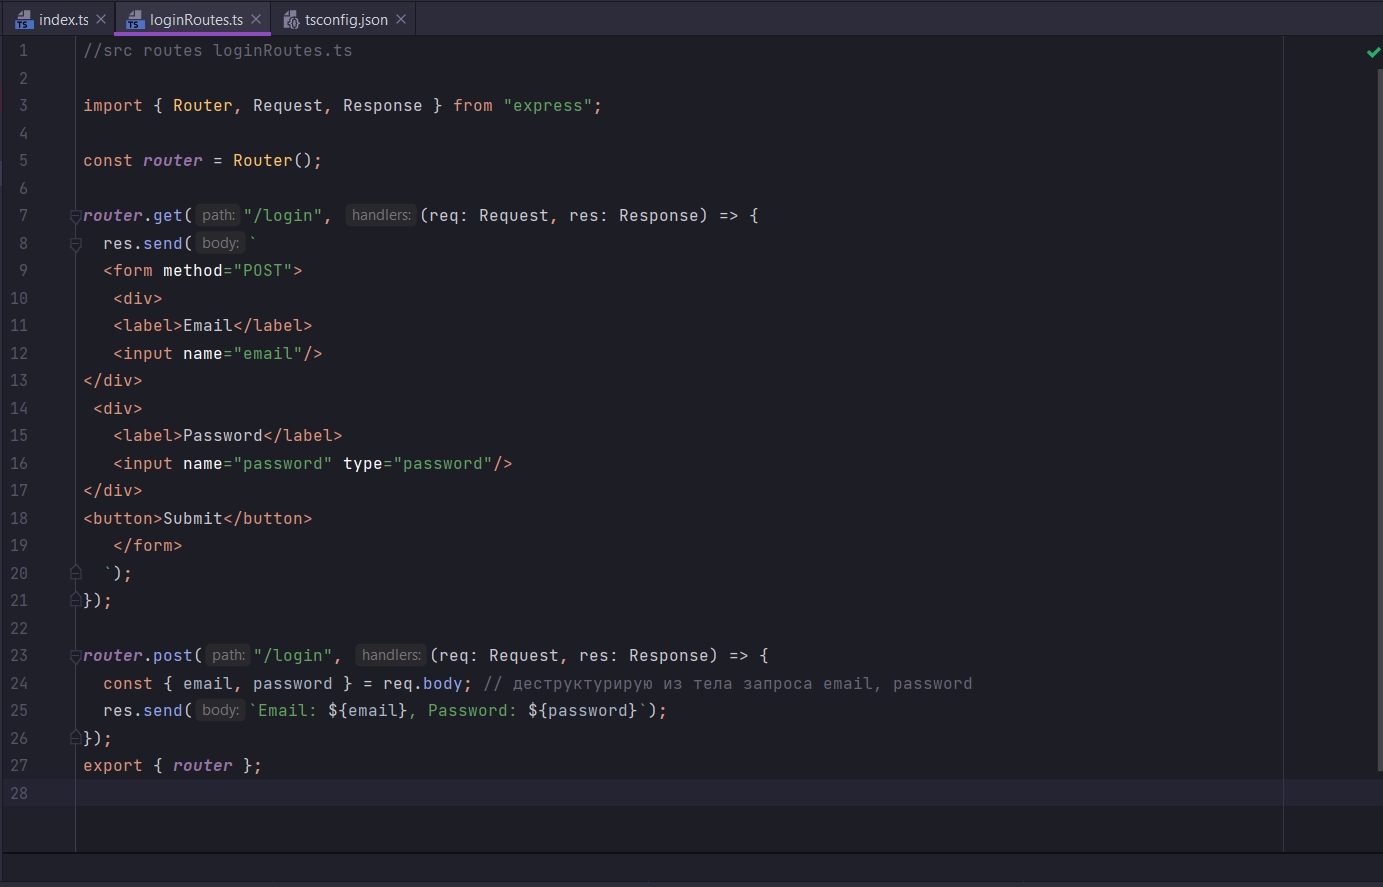 index.ts loginRoutes.ts tsconfig.json
1 //src routes loginRoutes.ts
2
3 import { Router, Request, Response } from "express";
4
5 const router = Router();
6
7 router.get( path: "/login", handlers: (req: Request, res: Response) => {
8 res.send( body: `
9 <form method="POST">
10 <div>
11 <label>Email</label>
12 <input name="email"/>
13 </div>
14 <div>
15 <label>Password</label>
16 <input name="password" type="password"/>
17 </div>
18 <button>Submit</button>
19 </form>
20 `);
21 });
22
23 router.post( path: "/login", handlers: (req: Request, res: Response) => {
24 const { email, password } = req.body; // деструктурирую из тела запроса email, password
25 res.send( body: `Email: ${email}, Password: ${password}`);
26 });
27 export { router };
28